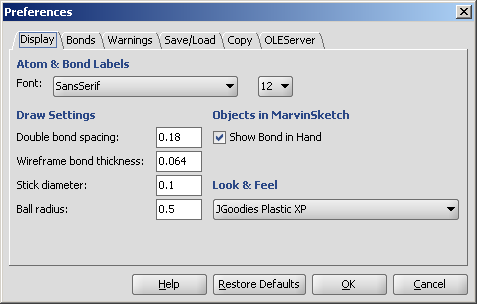 Preferences
Display Bonds Warnings Save/Load Copy OLEServer
Atom & Bond Labels
Font: SansSerif 12
Draw Settings Objects in MarvinSketch
Double bond spacing: 0.18 Show Bond in Hand
Wireframe bond thickness: 0.064
Stick diameter: 0.1 Look & Feel
Ball radius: 0.5 JGoodies Plastic XP
Help Restore Defaults OK Cancel